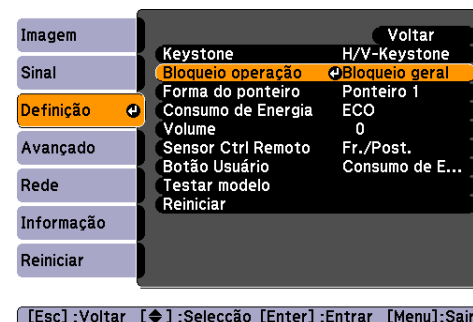 Imagem
Sinal
Definição
Avançado
Rede
Informação
Reiniciar
Voltar
Keystone H/V-Keystone
Bloqueio operação Bloqueio geral
Forma do ponteiro Ponteiro 1
Consumo de Energia ECO
Volume 0
Sensor Ctrl Remoto Fr./Post.
Botão Usuário Consumo de E...
Testar modelo
Reiniciar
[Esc] :Voltar [ ] :Selecção [Enter] :Entrar [Menu]:Sair